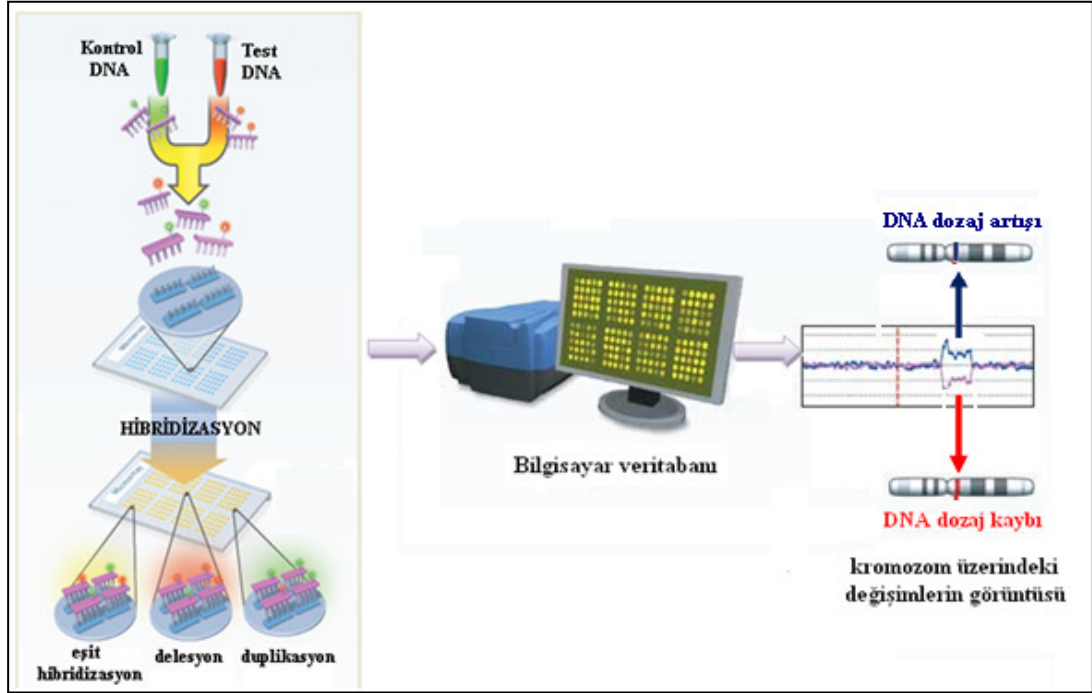 Kontrol
DNA
Test
DNA
HİBRİDİZASYON
eşit
hibridizasyon
delesyon
duplikasyon
Bilgisayar veritabanı
DNA dozaj artışı
DNA dozaj kaybı
kromozom üzerindeki
değişimlerin görüntüsü